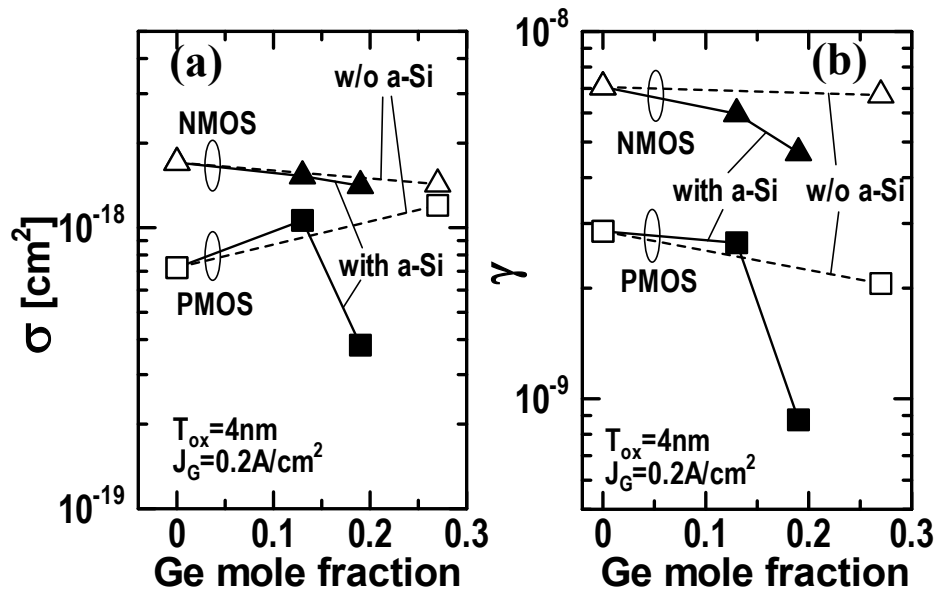 (a)
w/o a-Si
NMOS
with a-Si
PMOS
σ [cm²]
10⁻¹⁸
10⁻¹⁹
Tox=4nm
JG=0.2A/cm²
0 0.1 0.2 0.3
Ge mole fraction
(b)
NMOS
with a-Si w/o a-Si
PMOS
γ
10⁻⁸
10⁻⁹
Tox=4nm
JG=0.2A/cm²
0 0.1 0.2 0.3
Ge mole fraction